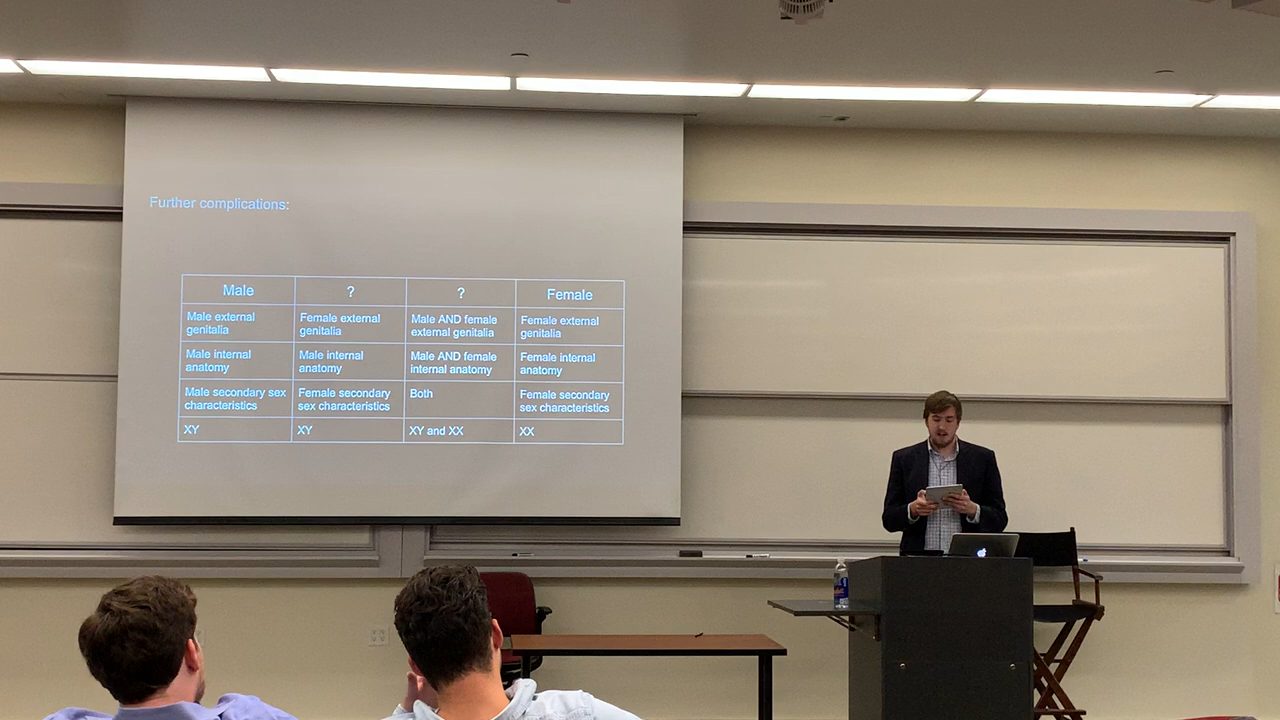 Further complications:
Male ? ? Female
Male external Female external Male AND female Female external
genitalia genitalia external genitalia genitalia
Male internal Male internal Male AND female Female internal
anatomy anatomy internal anatomy anatomy
Male secondary sex Female secondary Both Female secondary
characteristics sex characteristics sex characteristics
XY XY XY and XX XX